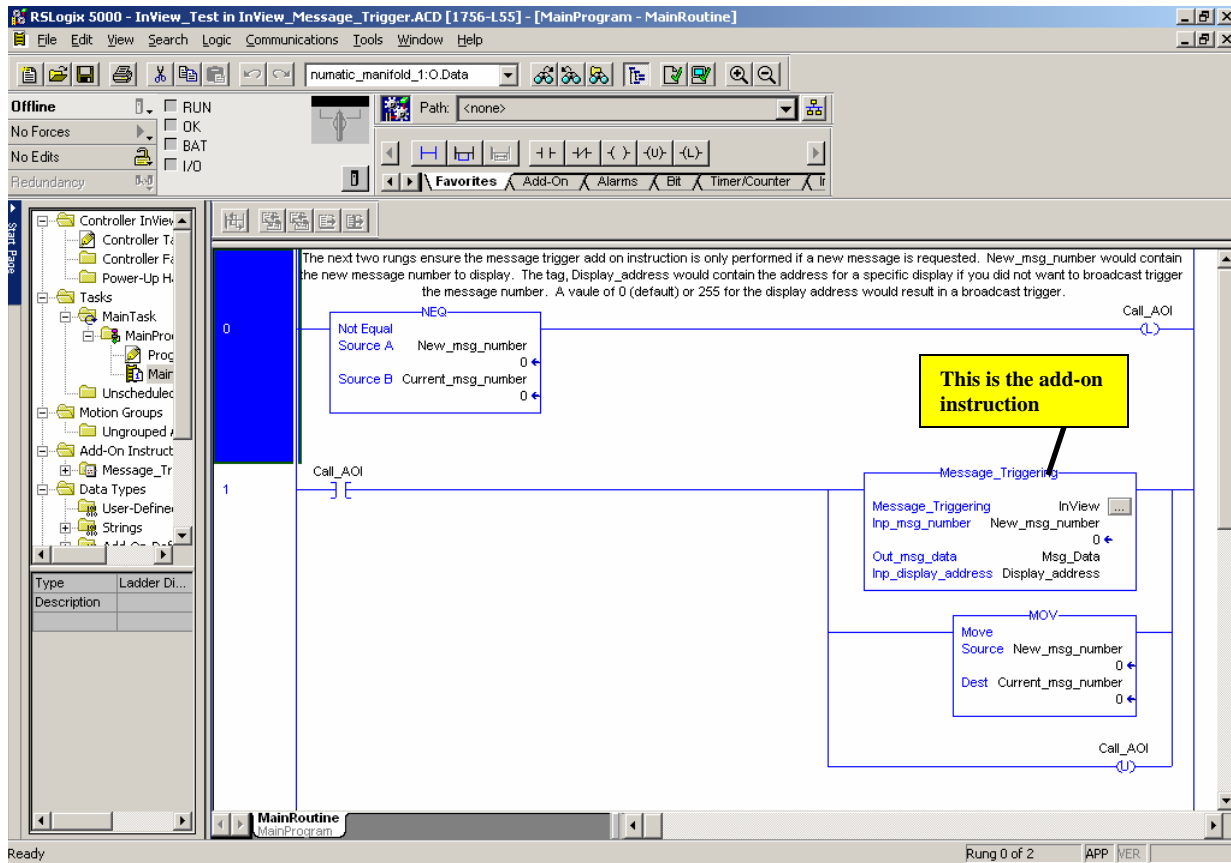 RSLogix 5000 - InView_Test in InView_Message_Trigger.ACD [1756-L55] - [MainProgram - MainRoutine]
File Edit View Search Logic Communications Tools Window Help
numatic_manifold_1:O.Data
Offline
RUN
No Forces
OK
No Edits
BAT
Redundancy
I/O
Path: <none>
Favorites Add-On Alarms Bit Timer/Counter
Start Page
Controller InView
Controller Ta
Controller Fa
Power-Up Ha
Tasks
MainTask
MainPro
Prog
Main
Unscheduled
Motion Groups
Ungrouped
Add-On Instruct
Message_Tr
Data Types
User-Define
Strings
Type Ladder Di...
Description
The next two rungs ensure the message trigger add on instruction is only performed if a new message is requested. New_msg_number would contain
the new message number to display. The tag, Display_address would contain the address for a specific display if you did not want to broadcast trigger
the message number. A vaule of 0 (default) or 255 for the display address would result in a broadcast trigger.
0
NEQ
Not Equal
Source A New_msg_number
0
Source B Current_msg_number
0
Call_AOI
L
This is the add-on
instruction
1
Call_AOI
Message_Triggering
Message_Triggering InView ...
Inp_msg_number New_msg_number
0
Out_msg_data Msg_Data
Inp_display_address Display_address
MOV
Move
Source New_msg_number
0
Dest Current_msg_number
0
Call_AOI
U
MainRoutine
MainProgram
Ready
Rung 0 of 2 APP VER